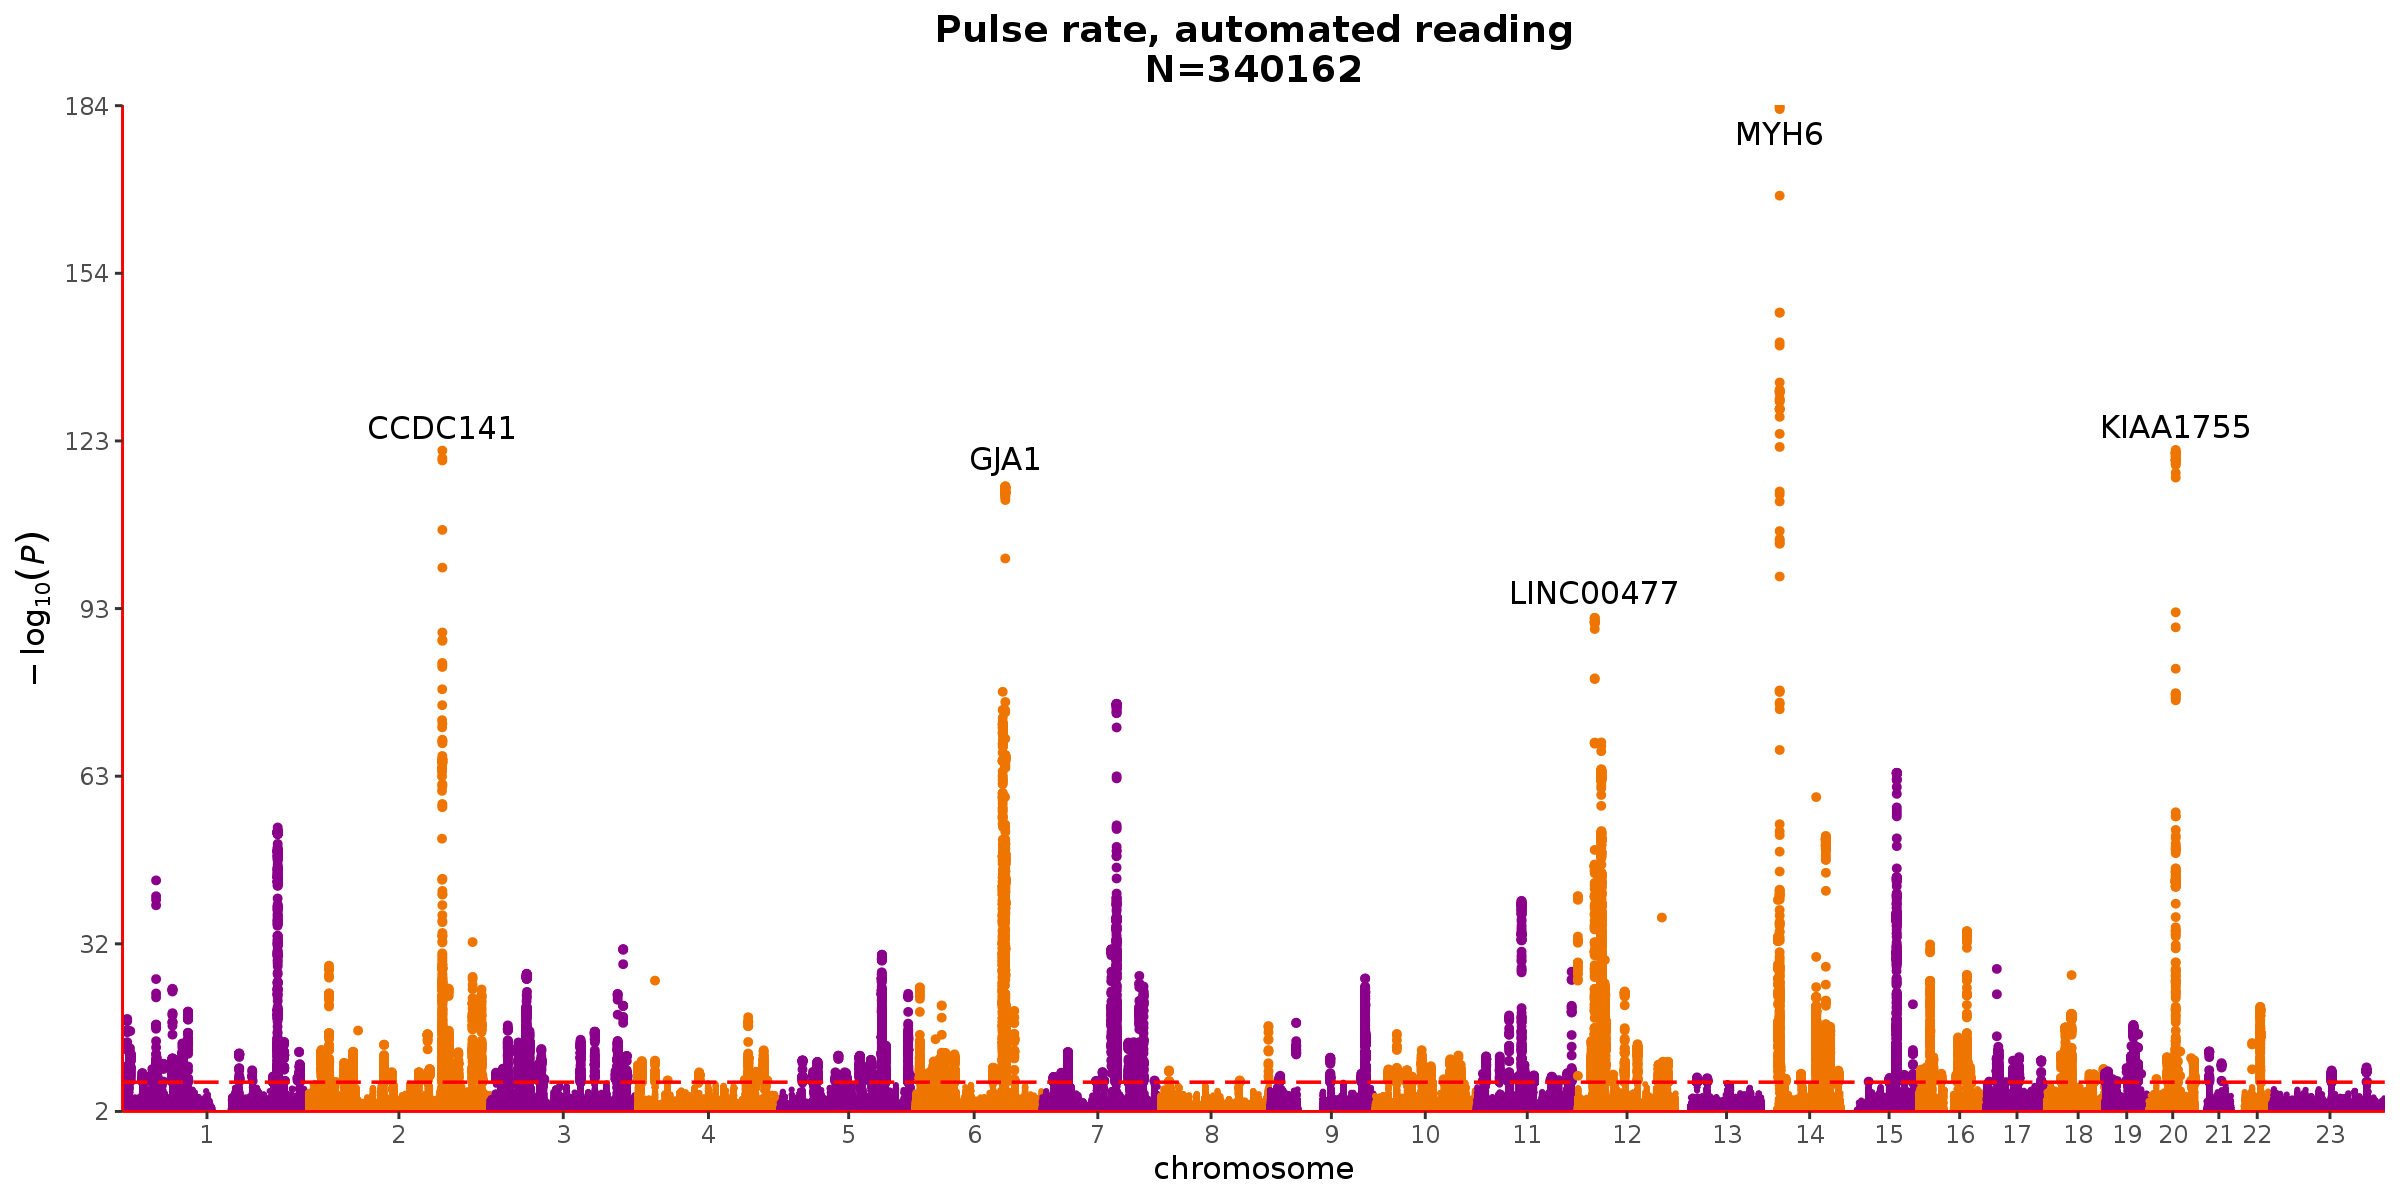 Pulse rate, automated reading
N=340162
184
MYH6
154
CCDC141
KIAA1755
123
GJA1
LINC00477
93
−log10(P)
63
32
2
1 2 3 4 5 6 7 8 9 10 11 12 13 14 15 16 17 18 19 20 21 22 23
chromosome